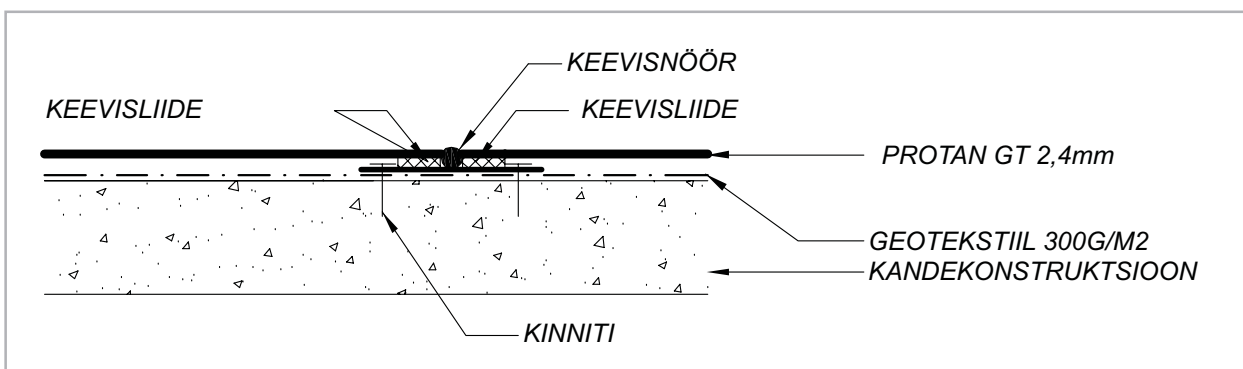 KEEVISNÖÖR
KEEVISLIIDE
KEEVISLIIDE
PROTAN GT 2,4mm
GEOTEKSTIIL 300G/M2
KANDEKONSTRUKTSIOON
KINNITI